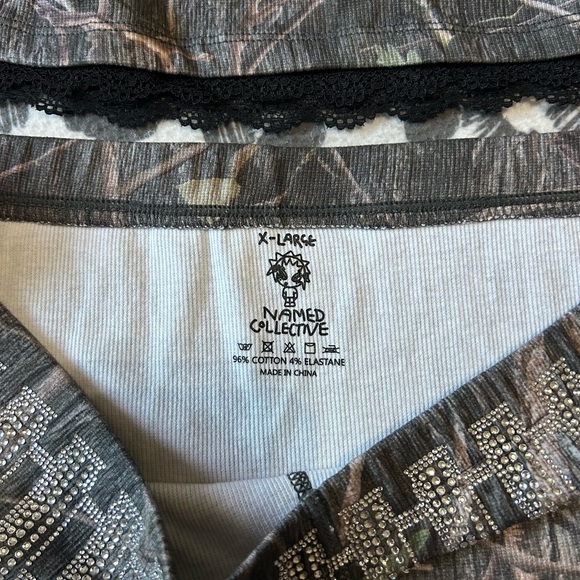 X-LARGE
NAMED
COLLECTIVE
96% COTTON 4% ELASTANE
MADE IN CHINA